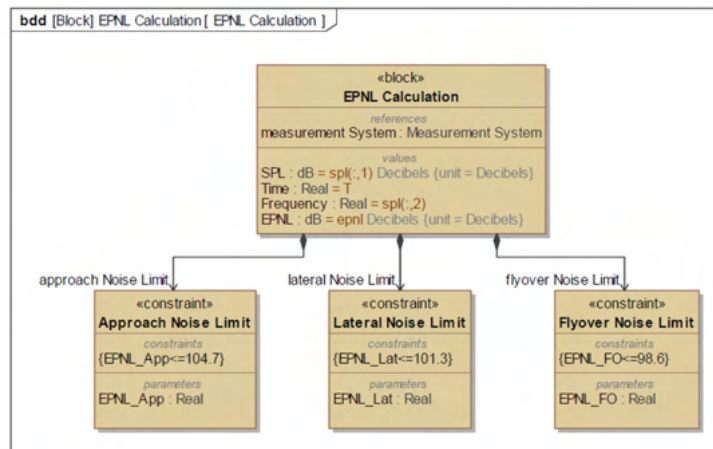 bdd [Block] EPNL Calculation [ EPNL Calculation ]
«block»
EPNL Calculation
references
measurement System : Measurement System
values
SPL : dB = spl(:,1) Decibels {unit = Decibels}
Time : Real = T
Frequency : Real = spl(:,2)
EPNL : dB = epnl Decibels {unit = Decibels}
approach Noise Limit
lateral Noise Limit
flyover Noise Limit
«constraint»
Approach Noise Limit
constraints
{EPNL_App<=104.7}
parameters
EPNL_App : Real
«constraint»
Lateral Noise Limit
constraints
{EPNL_Lat<=101.3}
parameters
EPNL_Lat : Real
«constraint»
Flyover Noise Limit
constraints
{EPNL_FO<=98.6}
parameters
EPNL_FO : Real